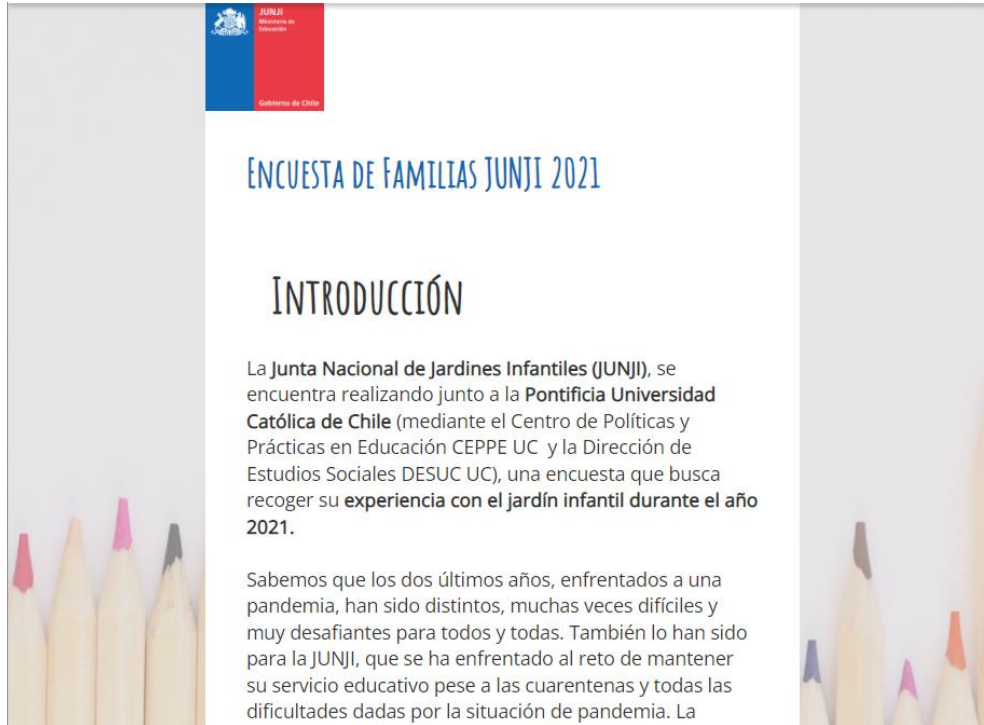 JUNJI
Ministerio de
Educación
Gobierno de Chile
Encuesta de Familias JUNJI 2021
Introducción
La Junta Nacional de Jardines Infantiles (JUNJI), se
encuentra realizando junto a la Pontificia Universidad
Católica de Chile (mediante el Centro de Políticas y
Prácticas en Educación CEPPE UC  y la Dirección de
Estudios Sociales DESUC UC), una encuesta que busca
recoger su experiencia con el jardín infantil durante el año
2021.
Sabemos que los dos últimos años, enfrentados a una
pandemia, han sido distintos, muchas veces difíciles y
muy desafiantes para todos y todas. También lo han sido
para la JUNJI, que se ha enfrentado al reto de mantener
su servicio educativo pese a las cuarentenas y todas las
dificultades dadas por la situación de pandemia. La